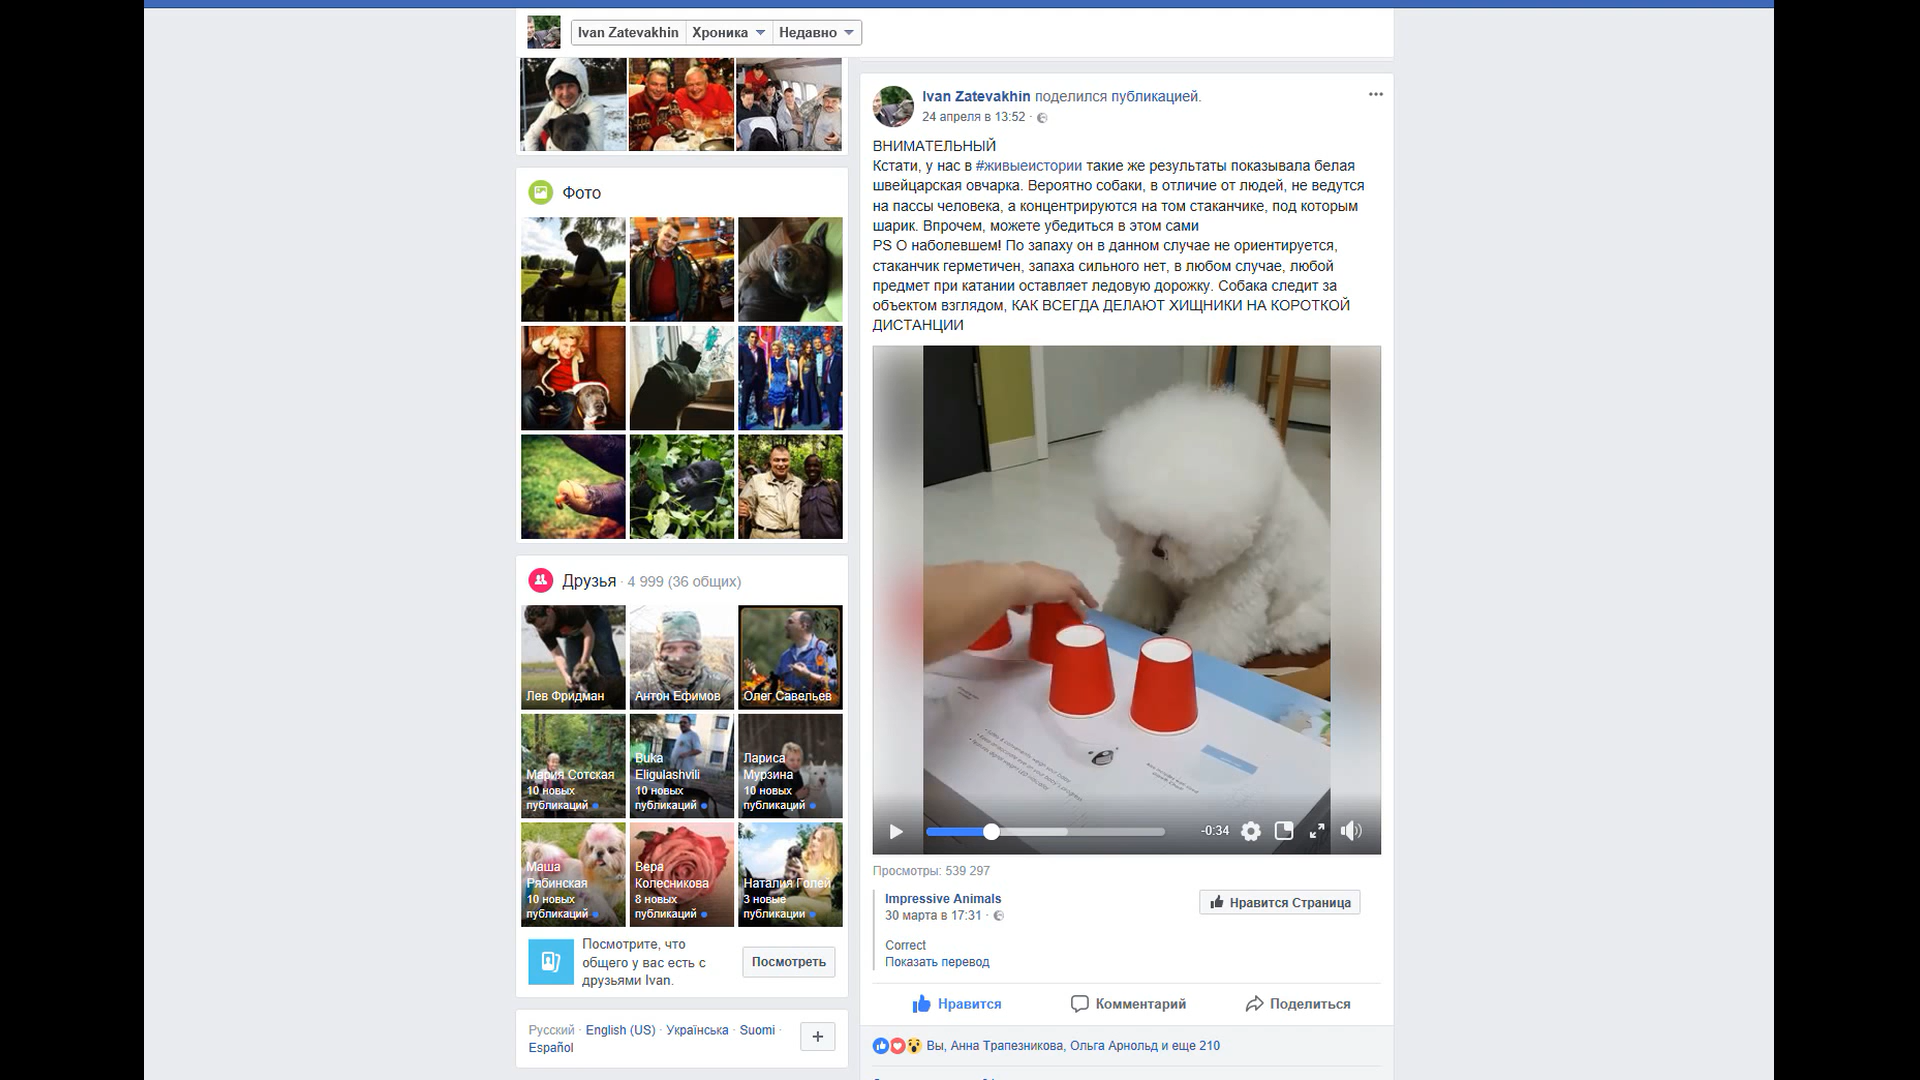 Ivan Zatevakhin
Хроника
Недавно
Фото
Друзья · 4 999 (36 общих)
Лев Фридман
Антон Ефимов
Олег Савельев
Мария Сотская
10 новых
публикаций
Buka
Eligulashvili
10 новых
публикаций
Лариса
Мурзина
10 новых
публикаций
Маша
Рябинская
10 новых
публикаций
Вера
Колесникова
8 новых
публикаций
Наталия Голей
3 новые
публикации
Посмотрите, что
общего у вас есть с
друзьями Ivan.
Посмотреть
Русский · English (US) · Українська · Suomi ·
Español
Ivan Zatevakhin поделился публикацией.
24 апреля в 13:52 ·
ВНИМАТЕЛЬНЫЙ
Кстати, у нас в #живыеистории такие же результаты показывала белая
швейцарская овчарка. Вероятно собаки, в отличие от людей, не ведутся
на пассы человека, а концентрируются на том стаканчике, под которым
шарик. Впрочем, можете убедиться в этом сами
PS О наболевшем! По запаху он в данном случае не ориентируется,
стаканчик герметичен, запаха сильного нет, в любом случае, любой
предмет при катании оставляет ледовую дорожку. Собака следит за
объектом взглядом, КАК ВСЕГДА ДЕЛАЮТ ХИЩНИКИ НА КОРОТКОЙ
ДИСТАНЦИИ
-0:34
Просмотры: 539 297
Impressive Animals
30 марта в 17:31 ·
Нравится Страница
Correct
Показать перевод
Нравится
Комментарий
Поделиться
Вы, Анна Трапезникова, Ольга Арнольд и еще 210